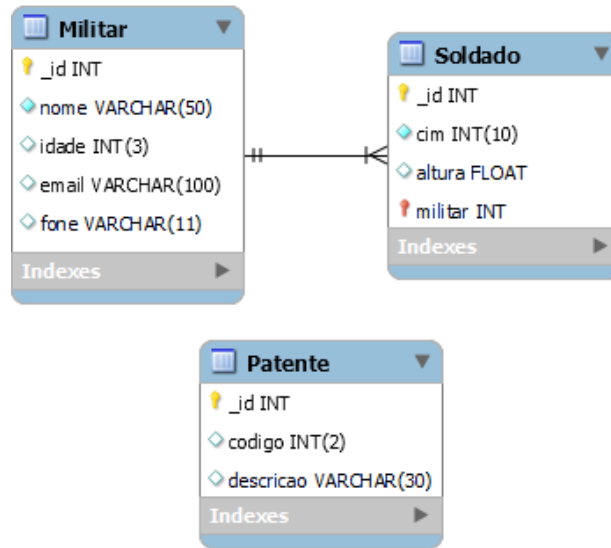 Militar
_id INT
nome VARCHAR(50)
idade INT(3)
email VARCHAR(100)
fone VARCHAR(11)
Indexes
Soldado
_id INT
cim INT(10)
altura FLOAT
militar INT
Indexes
Patente
_id INT
codigo INT(2)
descricao VARCHAR(30)
Indexes